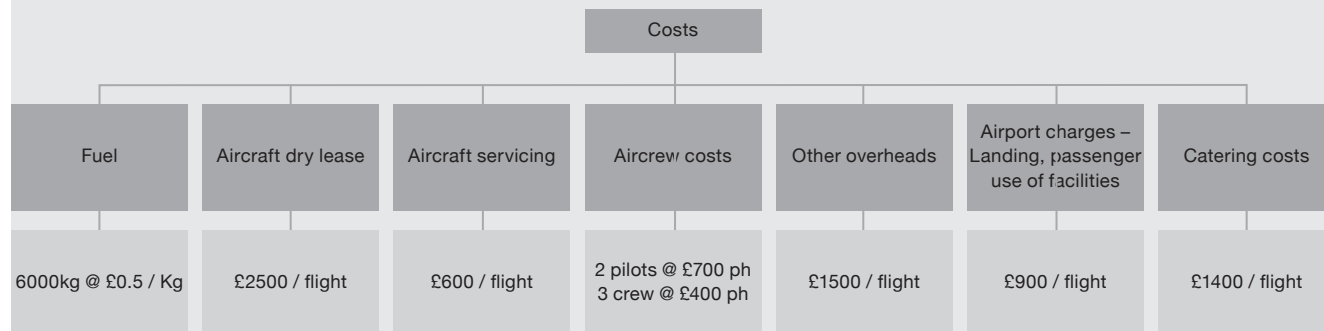 Costs
Fuel
Aircraft dry lease
Aircraft servicing
Aircrew costs
Other overheads
Airport charges –
Landing, passenger
use of facilities
Catering costs
6000kg @ £0.5 / Kg
£2500 / flight
£600 / flight
2 pilots @ £700 ph
3 crew @ £400 ph
£1500 / flight
£900 / flight
£1400 / flight